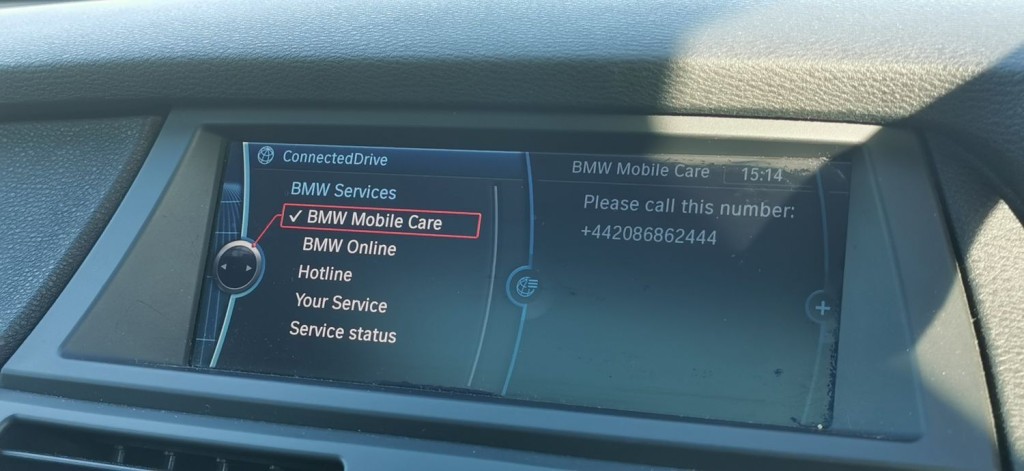 ConnectedDrive
BMW Services
✓ BMW Mobile Care
BMW Online
Hotline
Your Service
Service status
BMW Mobile Care 15:14
Please call this number:
+442086862444